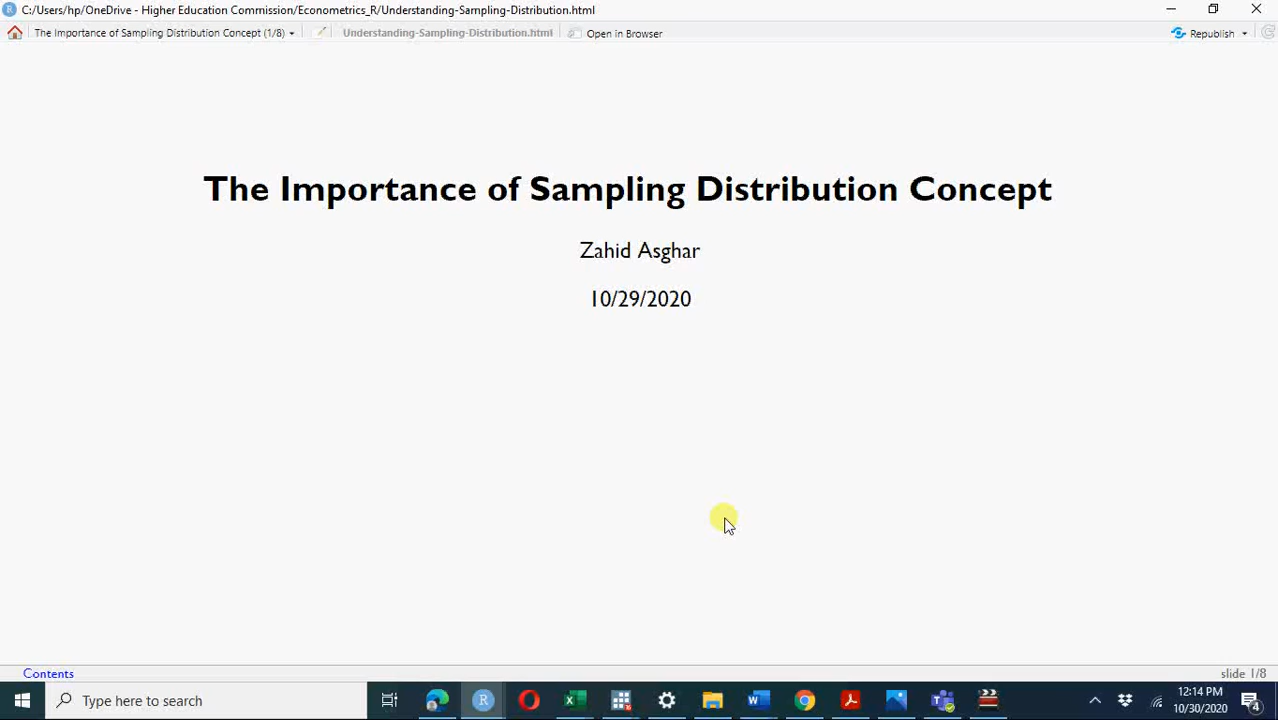 C:/Users/hp/OneDrive - Higher Education Commission/Econometrics_R/Understanding-Sampling-Distribution.html
The Importance of Sampling Distribution Concept (1/8) Understanding-Sampling-Distribution.html Open in Browser Republish
The Importance of Sampling Distribution Concept
Zahid Asghar
10/29/2020
Contents slide 1/8
Type here to search
12:14 PM
10/30/2020
4